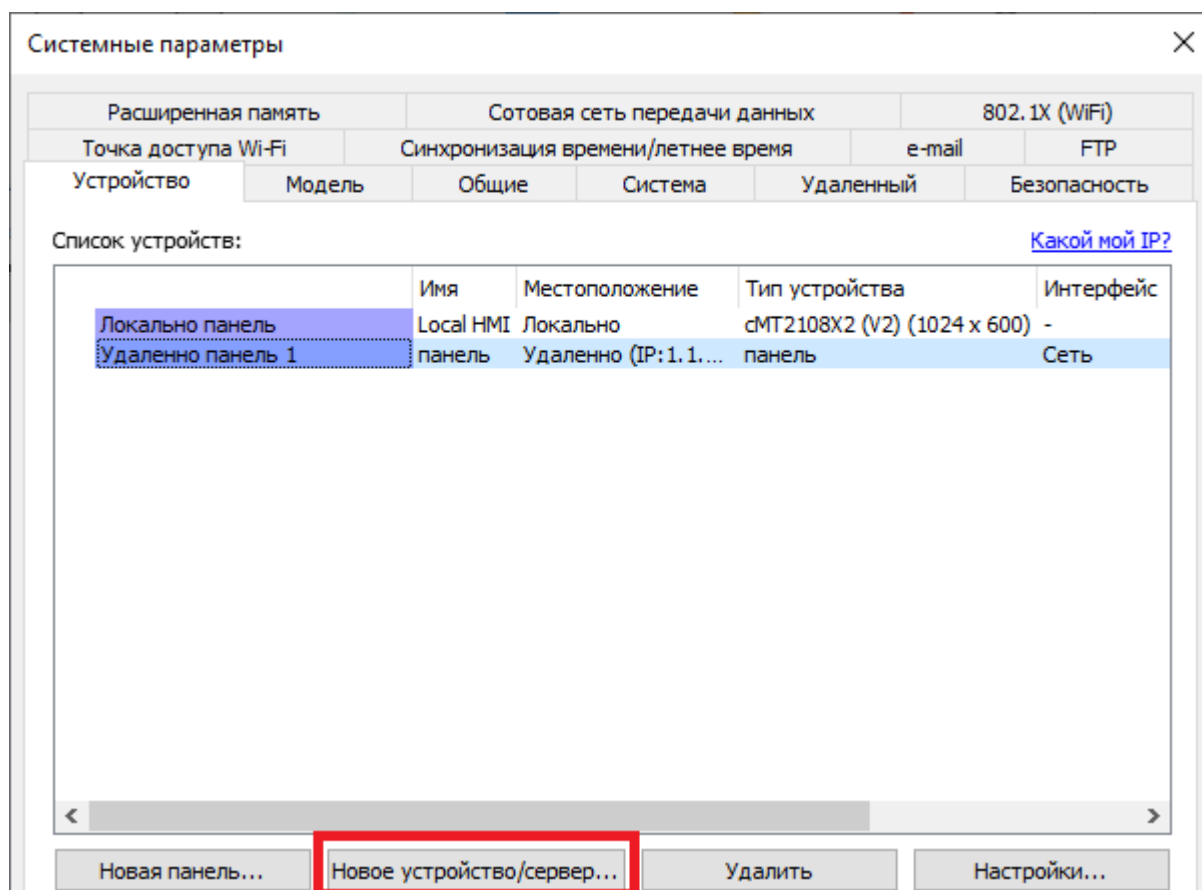 Системные параметры
Расширенная память Сотовая сеть передачи данных 802.1X (WiFi)
Точка доступа Wi-Fi Синхронизация времени/летнее время e-mail FTP
Устройство Модель Общие Система Удаленный Безопасность
Список устройств: Какой мой IP?
Имя Местоположение Тип устройства Интерфейс
Локально панель Local HMI Локально cMT2108X2 (V2) (1024 x 600) -
Удаленно панель 1 панель Удаленно (IP:1.1.... панель Сеть
Новая панель... Новое устройство/сервер... Удалить Настройки...